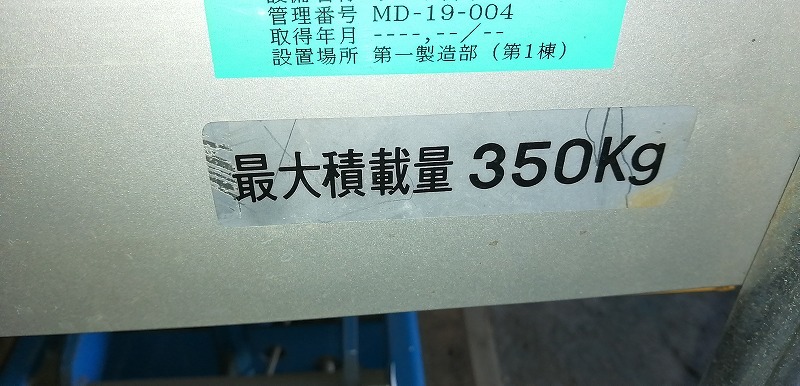 管理番号 MD-19-004
取得年月 ----,--/--
設置場所 第一製造部 (第1棟)
最大積載量 350Kg